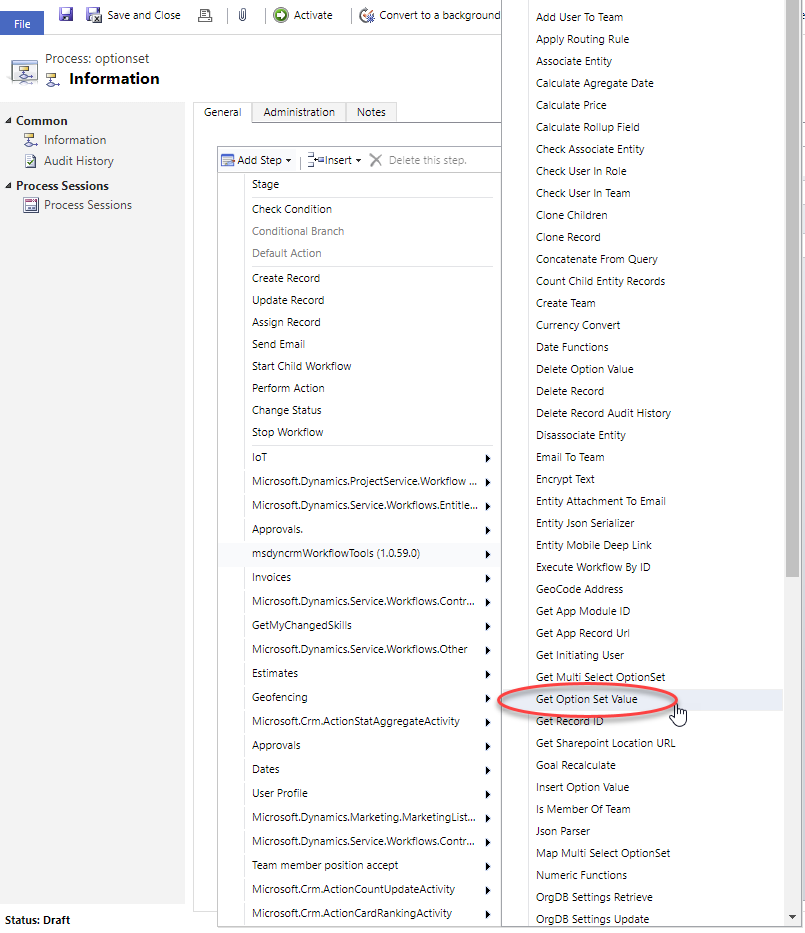 File
Save and Close
Activate
Convert to a background
Process: optionset
Information
Common
Information
Audit History
Process Sessions
Process Sessions
General
Administration
Notes
Add Step
Insert
Delete this step.
Stage
Check Condition
Conditional Branch
Default Action
Create Record
Update Record
Assign Record
Send Email
Start Child Workflow
Perform Action
Change Status
Stop Workflow
IoT
Microsoft.Dynamics.ProjectService.Workflow ...
Microsoft.Dynamics.Service.Workflows.Entitle...
Approvals.
msdyncrmWorkflowTools (1.0.59.0)
Invoices
Microsoft.Dynamics.Service.Workflows.Contr...
GetMyChangedSkills
Microsoft.Dynamics.Service.Workflows.Other
Estimates
Geofencing
Microsoft.Crm.ActionStatAggregateActivity
Approvals
Dates
User Profile
Microsoft.Dynamics.Marketing.MarketingList...
Microsoft.Dynamics.Service.Workflows.Contr...
Team member position accept
Microsoft.Crm.ActionCountUpdateActivity
Microsoft.Crm.ActionCardRankingActivity
Add User To Team
Apply Routing Rule
Associate Entity
Calculate Agregate Date
Calculate Price
Calculate Rollup Field
Check Associate Entity
Check User In Role
Check User In Team
Clone Children
Clone Record
Concatenate From Query
Count Child Entity Records
Create Team
Currency Convert
Date Functions
Delete Option Value
Delete Record
Delete Record Audit History
Disassociate Entity
Email To Team
Encrypt Text
Entity Attachment To Email
Entity Json Serializer
Entity Mobile Deep Link
Execute Workflow By ID
GeoCode Address
Get App Module ID
Get App Record Url
Get Initiating User
Get Multi Select OptionSet
Get Option Set Value
Get Record ID
Get Sharepoint Location URL
Goal Recalculate
Insert Option Value
Is Member Of Team
Json Parser
Map Multi Select OptionSet
Numeric Functions
OrgDB Settings Retrieve
OrgDB Settings Update
Status: Draft